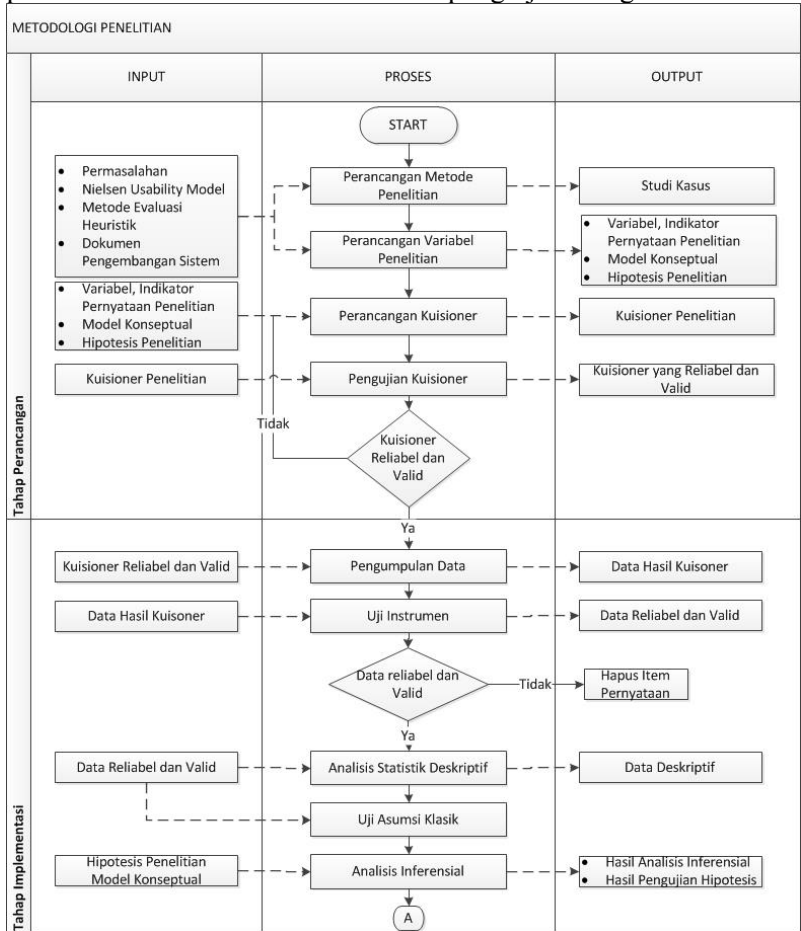 METODOLOGI PENELITIAN
INPUT
PROSES
OUTPUT
Tahap Perancangan
START
• Permasalahan
• Nielsen Usability Model
• Metode Evaluasi
Heuristik
• Dokumen
Pengembangan Sistem
Perancangan Metode
Penelitian
Studi Kasus
Perancangan Variabel
Penelitian
• Variabel, Indikator
Pernyataan Penelitian
• Model Konseptual
• Hipotesis Penelitian
• Variabel, Indikator
Pernyataan Penelitian
• Model Konseptual
• Hipotesis Penelitian
Perancangan Kuisioner
Kuisioner Penelitian
Kuisioner Penelitian
Pengujian Kuisioner
Kuisioner yang Reliabel dan
Valid
Tidak
Kuisioner
Reliabel dan
Valid
Ya
Tahap Implementasi
Kuisioner Reliabel dan Valid
Pengumpulan Data
Data Hasil Kuisoner
Data Hasil Kuisoner
Uji Instrumen
Data Reliabel dan Valid
Data reliabel dan
Valid
Tidak
Hapus Item
Pernyataan
Ya
Data Reliabel dan Valid
Analisis Statistik Deskriptif
Data Deskriptif
Uji Asumsi Klasik
Hipotesis Penelitian
Model Konseptual
Analisis Inferensial
• Hasil Analisis Inferensial
• Hasil Pengujian Hipotesis
A